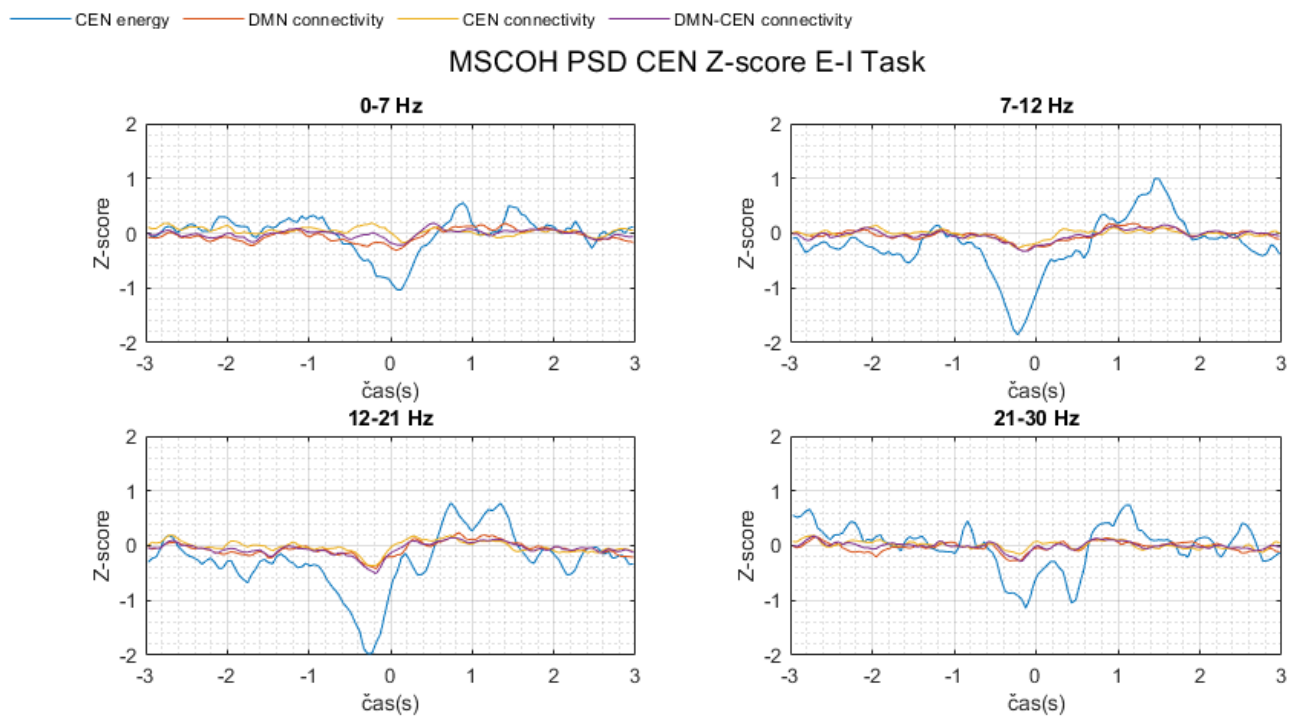 CEN energy DMN connectivity CEN connectivity DMN-CEN connectivity
MSCOH PSD CEN Z-score E-I Task
0-7 Hz
2
1
0
-1
-2
Z-score
-3 -2 -1 0 1 2 3
čas(s)
7-12 Hz
2
1
0
-1
-2
Z-score
-3 -2 -1 0 1 2 3
čas(s)
12-21 Hz
2
1
0
-1
-2
Z-score
-3 -2 -1 0 1 2 3
čas(s)
21-30 Hz
2
1
0
-1
-2
Z-score
-3 -2 -1 0 1 2 3
čas(s)